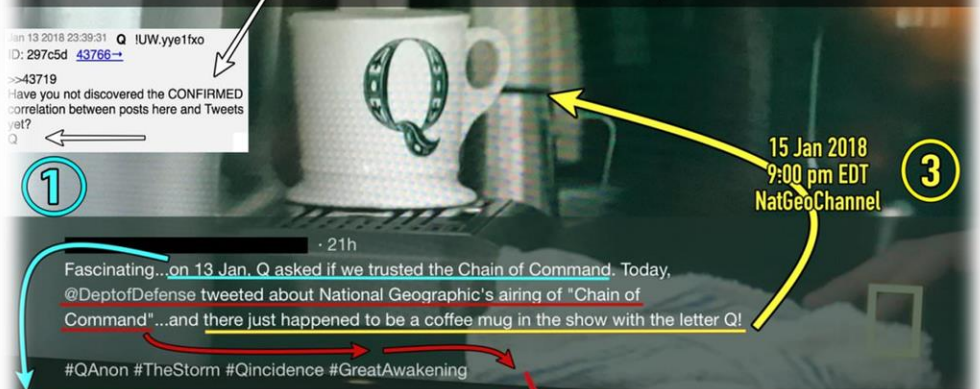 Jan 13 2018 23:39:31 Q !UW.yye1fxo
ID: 297c5d 43766→
>>43719
Have you not discovered the CONFIRMED
correlation between posts here and Tweets
yet?
Q
Q
1
15 Jan 2018
9:00 pm EDT
NatGeoChannel
3
· 21h
Fascinating...on 13 Jan, Q asked if we trusted the Chain of Command. Today,
@DeptofDefense tweeted about National Geographic's airing of "Chain of
Command"...and there just happened to be a coffee mug in the show with the letter Q!
#QAnon #TheStorm #Qincidence #GreatAwakening